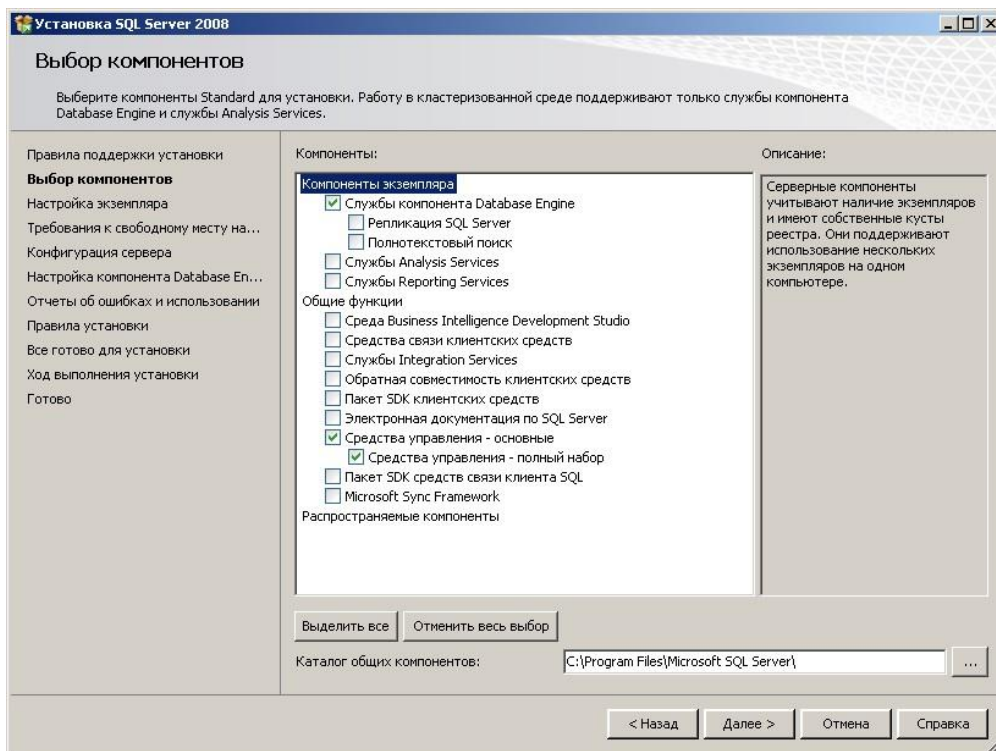 Установка SQL Server 2008
Выбор компонентов
Выберите компоненты Standard для установки. Работу в кластеризованной среде поддерживают только службы компонента
Database Engine и службы Analysis Services.
Правила поддержки установки
Выбор компонентов
Настройка экземпляра
Требования к свободному месту на...
Конфигурация сервера
Настройка компонента Database En...
Отчеты об ошибках и использовании
Правила установки
Все готово для установки
Ход выполнения установки
Готово
Компоненты:
Компоненты экземпляра
Службы компонента Database Engine
Репликация SQL Server
Полнотекстовый поиск
Службы Analysis Services
Службы Reporting Services
Общие функции
Среда Business Intelligence Development Studio
Средства связи клиентских средств
Службы Integration Services
Обратная совместимость клиентских средств
Пакет SDK клиентских средств
Электронная документация по SQL Server
Средства управления - основные
Средства управления - полный набор
Пакет SDK средств связи клиента SQL
Microsoft Sync Framework
Распространяемые компоненты
Описание:
Серверные компоненты
учитывают наличие экземпляров
и имеют собственные кусты
реестра. Они поддерживают
использование нескольких
экземпляров на одном
компьютере.
Выделить все
Отменить весь выбор
Каталог общих компонентов:
C:\Program Files\Microsoft SQL Server\
...
< Назад
Далее >
Отмена
Справка